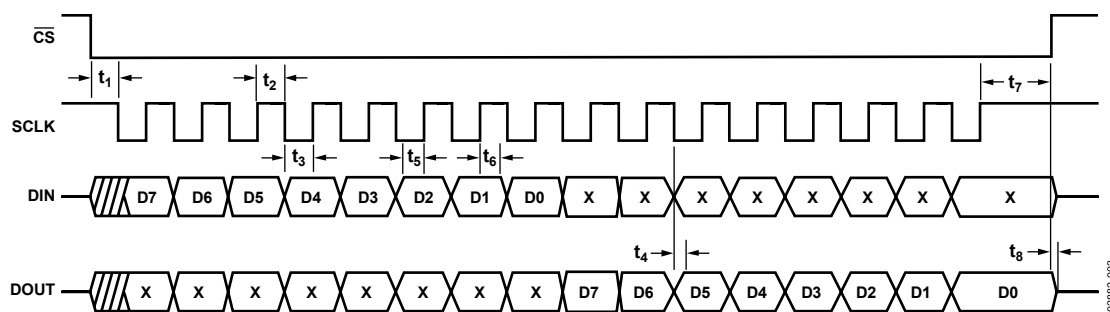 CS
t1
t2
t7
SCLK
t3
t5
t6
DIN
D7 D6 D5 D4 D3 D2 D1 D0 X X X X X X X X
t4
t8
DOUT
X X X X X X X X D7 D6 D5 D4 D3 D2 D1 D0